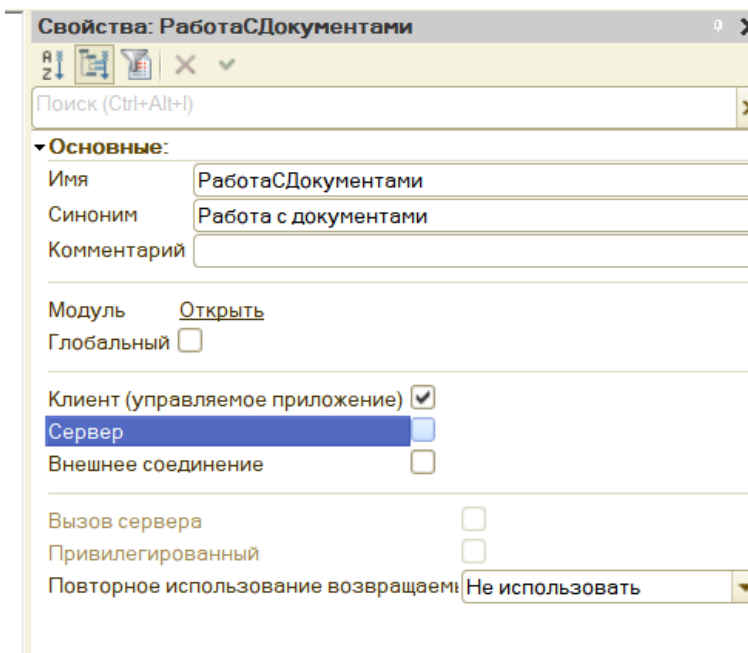 Свойства: РаботаСДокументами
Поиск (Ctrl+Alt+I)
Основные:
Имя РаботаСДокументами
Синоним Работа с документами
Комментарий
Модуль Открыть
Глобальный
Клиент (управляемое приложение)
Сервер
Внешнее соединение
Вызов сервера
Привилегированный
Повторное использование возвращаемы Не использовать